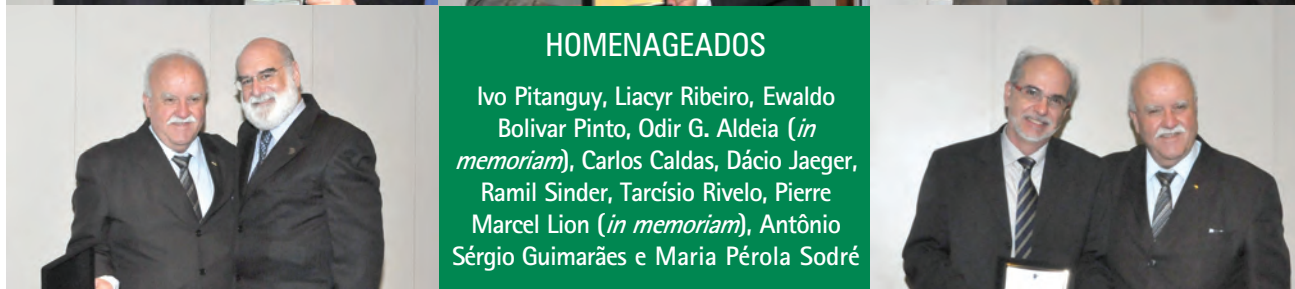 HOMENAGEADOS
Ivo Pitanguy, Liacyr Ribeiro, Ewaldo
Bolivar Pinto, Odir G. Aldeia (in
memoriam), Carlos Caldas, Dácio Jaeger,
Ramil Sinder, Tarcísio Rivelo, Pierre
Marcel Lion (in memoriam), Antônio
Sérgio Guimarães e Maria Pérola Sodré